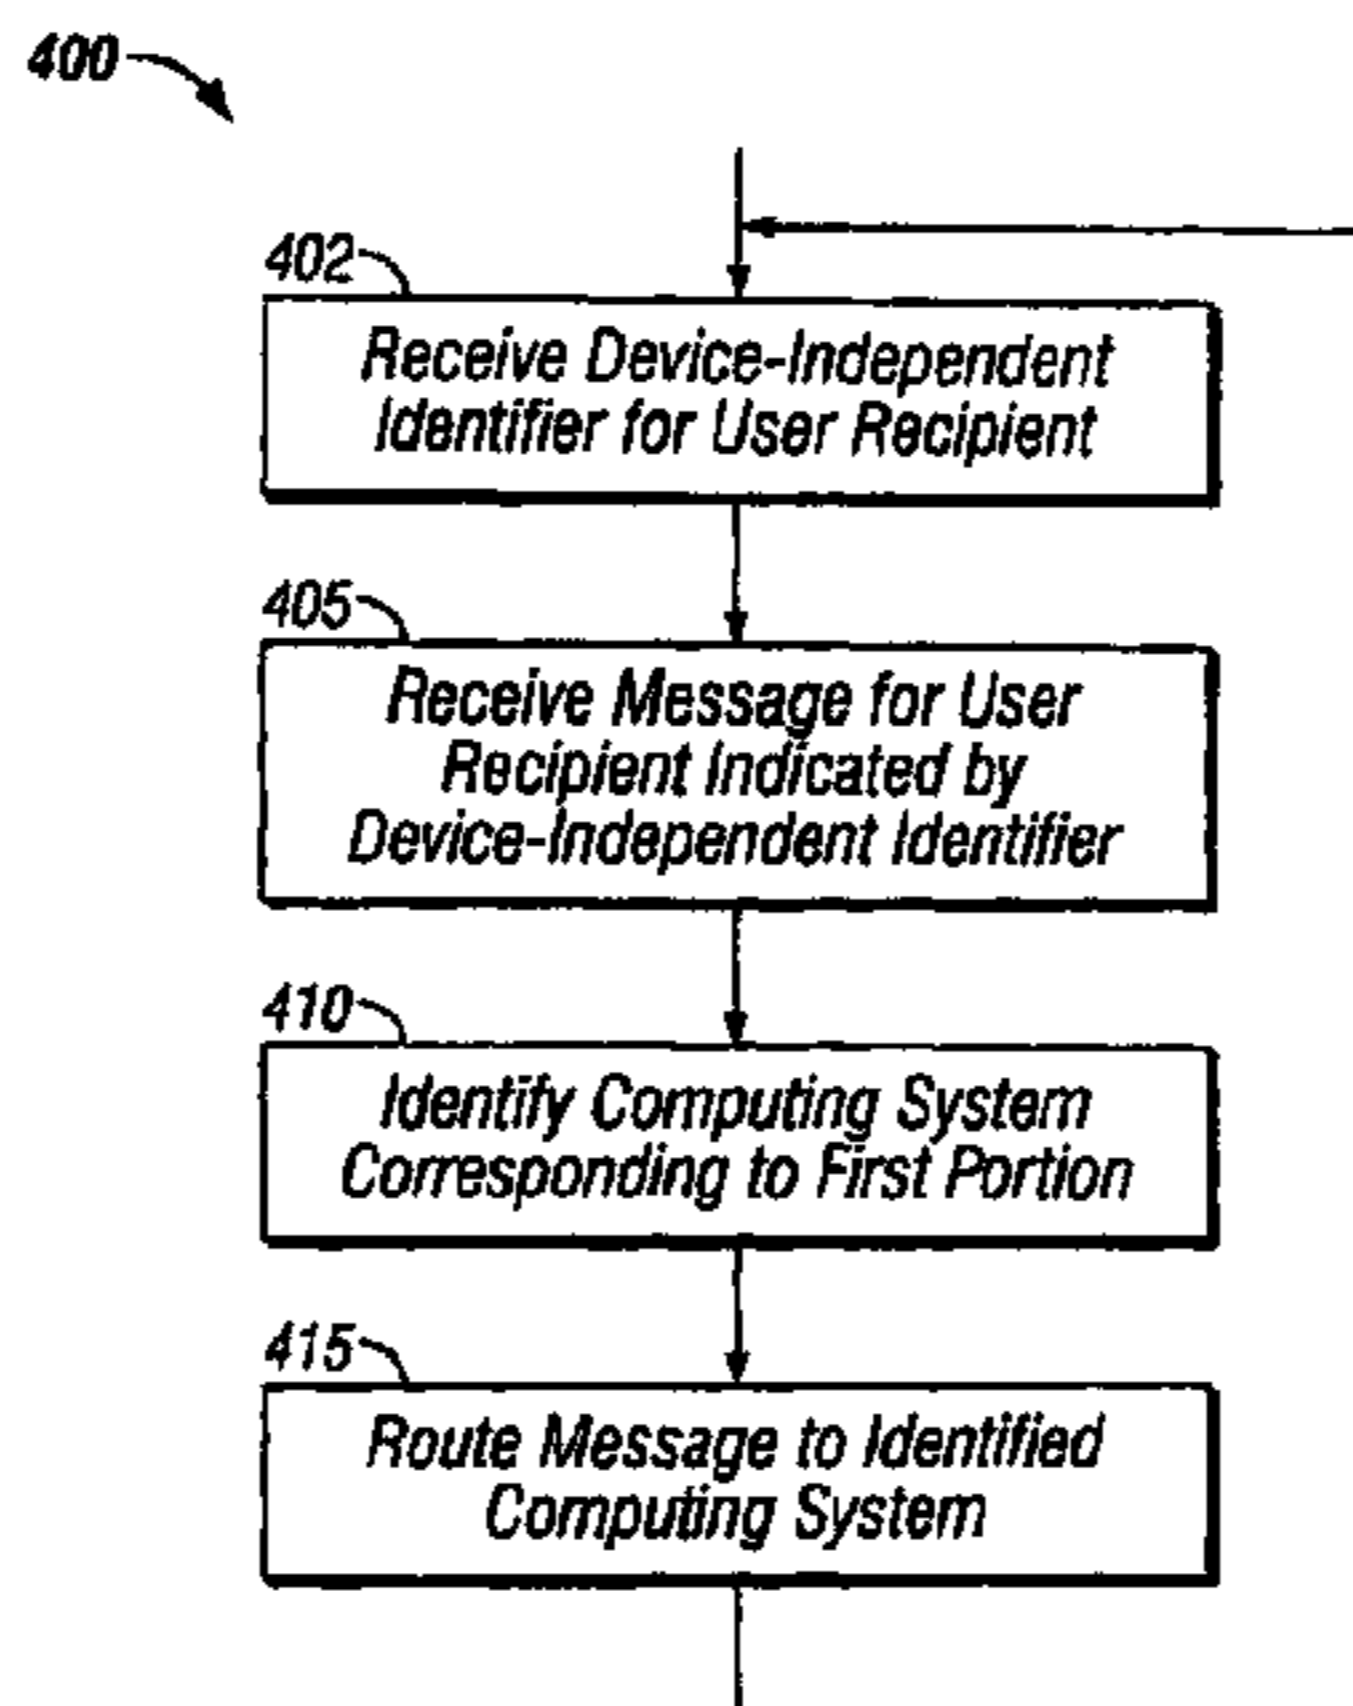 400
402
Receive Device-Independent
Identifier for User Recipient
405
Receive Message for User
Recipient Indicated by
Device-Independent Identifier
410
Identify Computing System
Corresponding to First Portion
415
Route Message to Identified
Computing System